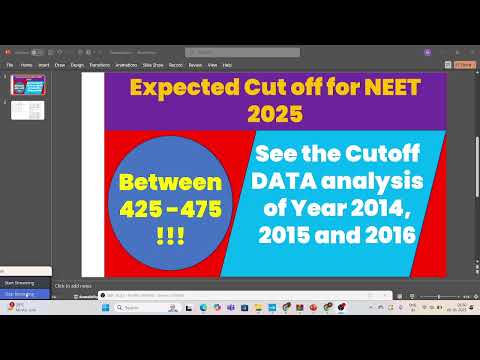 File Home Insert Draw Design Transitions Animations Slide Show Record Review View Help
Expected Cut off for NEET
2025
Between
425 -475
!!!
See the Cutoff
DATA analysis
of Year 2014,
2015 and 2016
1
2
Start Streaming
Click to add notes
Search